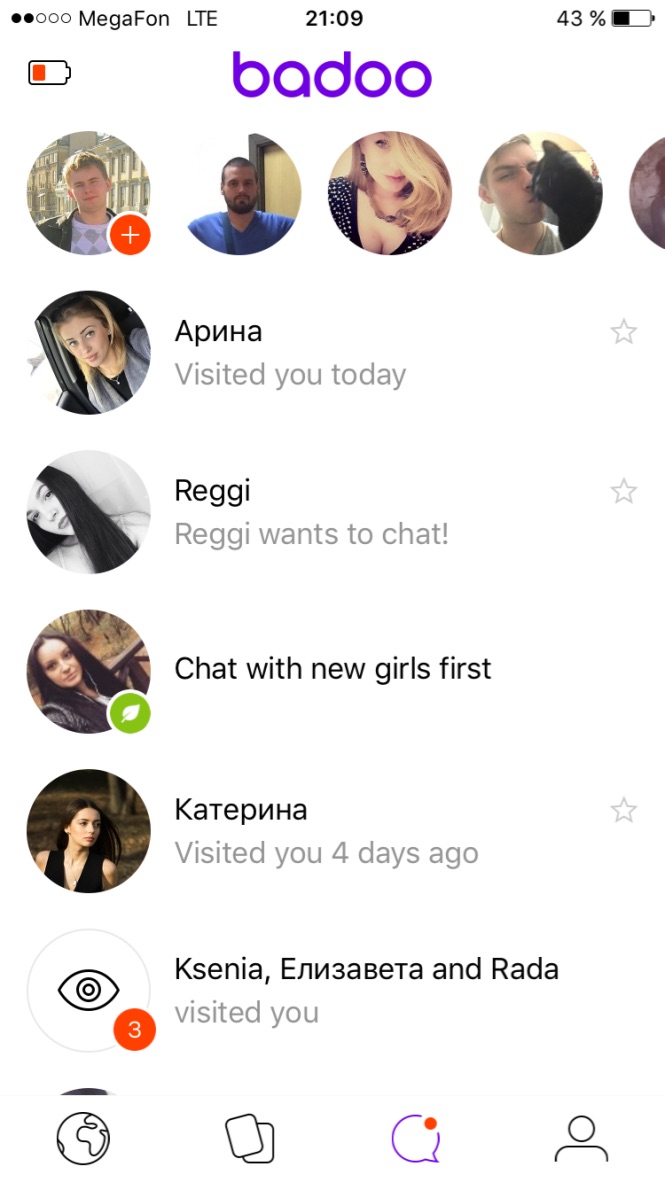 MegaFon LTE 21:09 43 %
badoo
Арина
Visited you today
Reggi
Reggi wants to chat!
Chat with new girls first
Катерина
Visited you 4 days ago
Ksenia, Елизавета and Rada
visited you
3